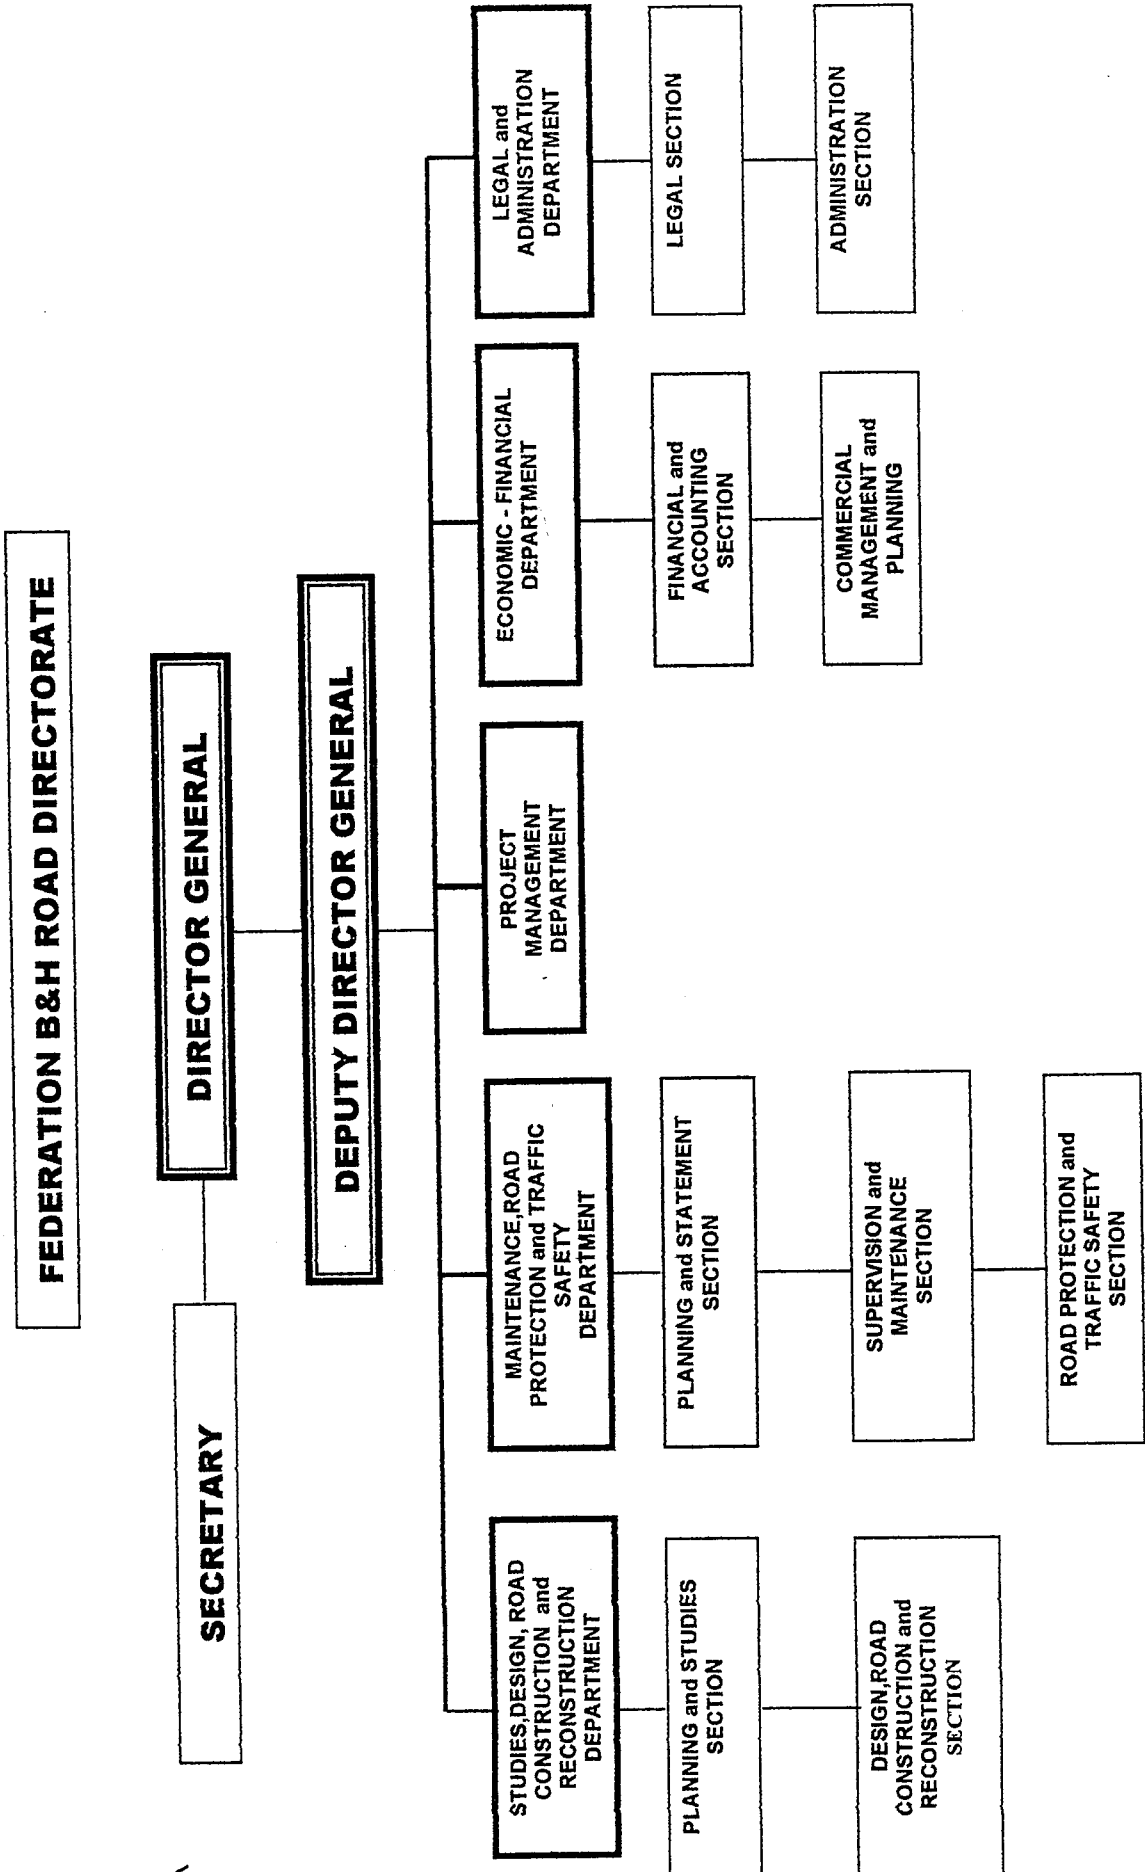 FEDERATION B&H ROAD DIRECTORATE
SECRETARY
DIRECTOR GENERAL
DEPUTY DIRECTOR GENERAL
STUDIES,DESIGN, ROAD
CONSTRUCTION and
RECONSTRUCTION
DEPARTMENT
PLANNING and STUDIES
SECTION
DESIGN,ROAD
CONSTRUCTION and
RECONSTRUCTION
SECTION
MAINTENANCE,ROAD
PROTECTION and TRAFFIC
SAFETY
DEPARTMENT
PLANNING and STATEMENT
SECTION
SUPERVISION and
MAINTENANCE
SECTION
ROAD PROTECTION and
TRAFFIC SAFETY
SECTION
PROJECT
MANAGEMENT
DEPARTMENT
ECONOMIC - FINANCIAL
DEPARTMENT
FINANCIAL and
ACCOUNTING
SECTION
COMMERCIAL
MANAGEMENT and
PLANNING
LEGAL and
ADMINISTRATION
DEPARTMENT
LEGAL SECTION
ADMINISTRATION
SECTION